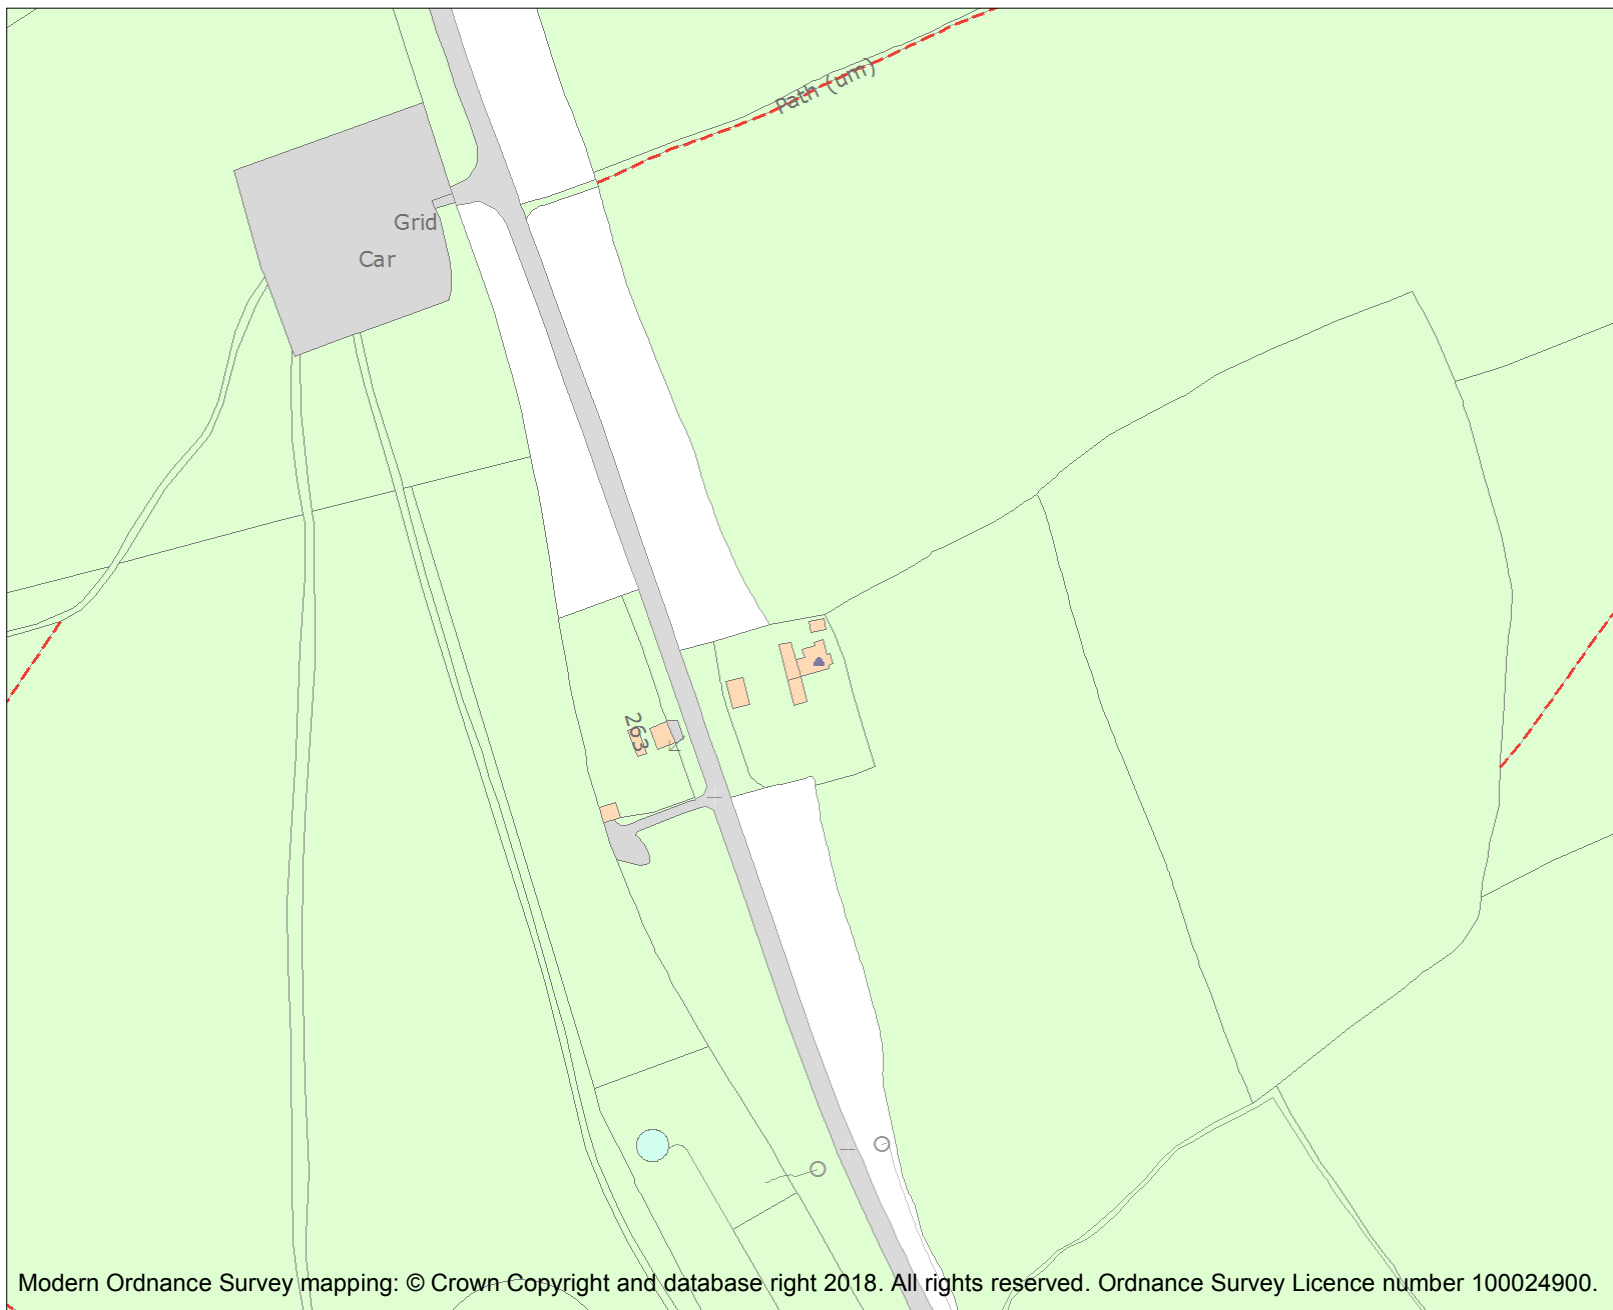 Path (um)
Grid
Car
263
Modern Ordnance Survey mapping: © Crown Copyright and database right 2018. All rights reserved. Ordnance Survey Licence number 100024900.